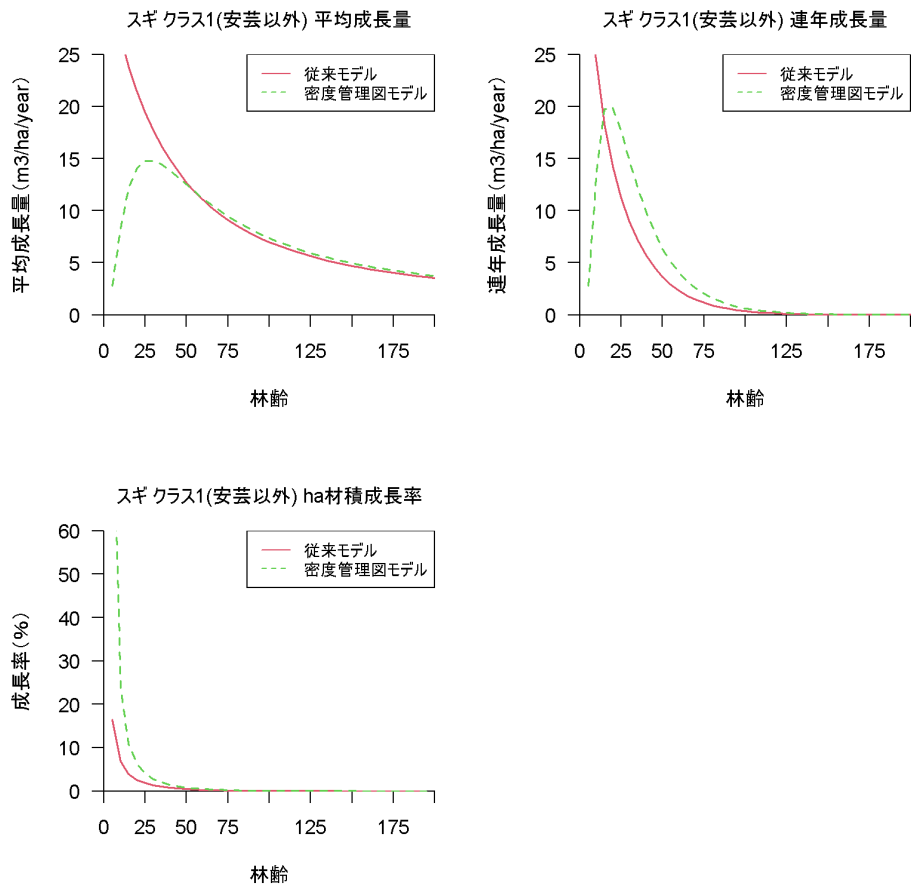 スギ クラス1(安芸以外) 平均成長量
平均成長量(m3/ha/year)
25
20
15
10
5
0
従来モデル
密度管理図モデル
0 25 50 75 125 175
林齢
スギ クラス1(安芸以外) 連年成長量
連年成長量(m3/ha/year)
25
20
15
10
5
0
従来モデル
密度管理図モデル
0 25 50 75 125 175
林齢
スギ クラス1(安芸以外) ha材積成長率
成長率(%)
60
50
40
30
20
10
0
従来モデル
密度管理図モデル
0 25 50 75 125 175
林齢